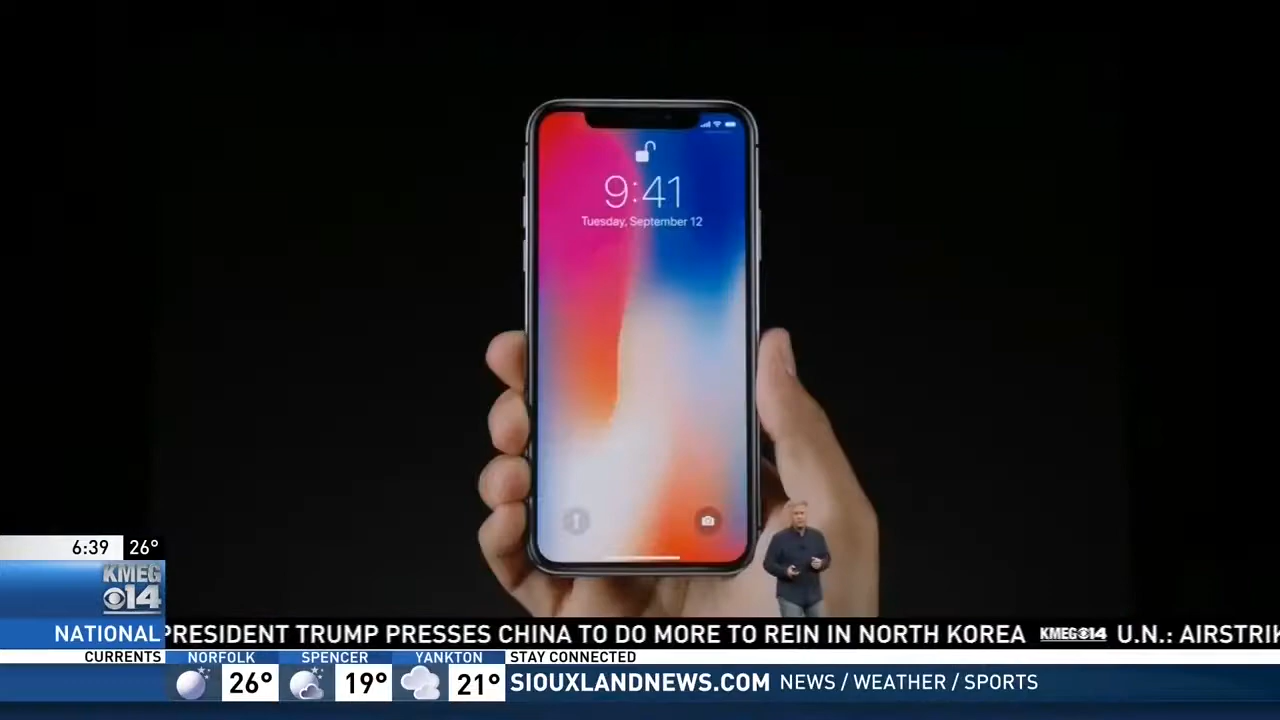 9:41
Tuesday, September 12
6:39 26°
KMEG
14
NATIONAL PRESIDENT TRUMP PRESSES CHINA TO DO MORE TO REIN IN NORTH KOREA KMEG 14 U.N.: AIRSTRIK
CURRENTS NORFOLK SPENCER YANKTON STAY CONNECTED
26° 19° 21° SIOUXLANDNEWS.COM NEWS / WEATHER / SPORTS